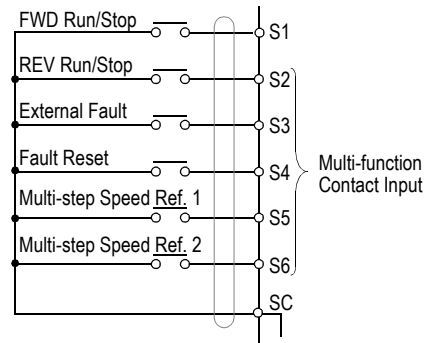 FWD Run/Stop
S1
REV Run/Stop
S2
External Fault
S3
Fault Reset
S4
Multi-function
Contact Input
Multi-step Speed Ref. 1
S5
Multi-step Speed Ref. 2
S6
SC